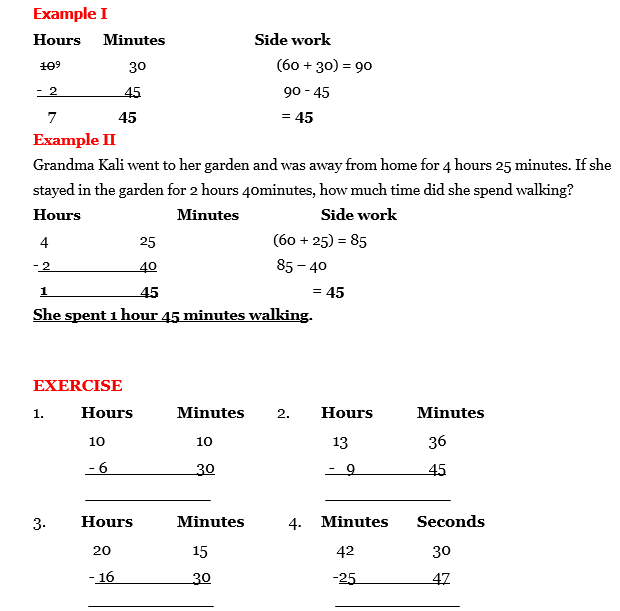 Example I
Hours Minutes Side work
10⁹ 30 (60 + 30) = 90
- 2 45 90 - 45
7 45 = 45
Example II
Grandma Kali went to her garden and was away from home for 4 hours 25 minutes. If she
stayed in the garden for 2 hours 40minutes, how much time did she spend walking?
Hours Minutes Side work
4 25 (60 + 25) = 85
-2 40 85 – 40
1 45 = 45
She spent 1 hour 45 minutes walking.
EXERCISE
1. Hours Minutes 2. Hours Minutes
10 10 13 36
- 6 30 - 9 45
3. Hours Minutes 4. Minutes Seconds
20 15 42 30
- 16 30 -25 47